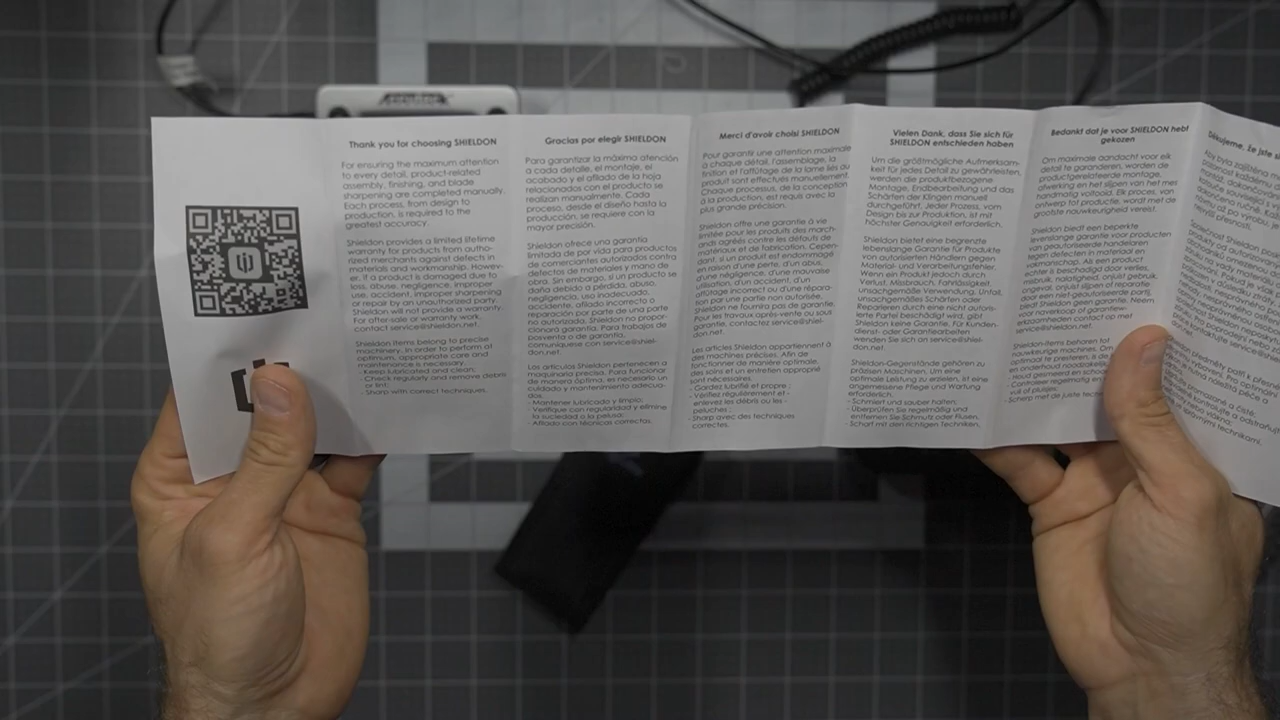 Accutek
Thank you for choosing SHIELDON
For ensuring the maximum attention
to every detail, product-related
assembly, finishing, and blade
sharpening are completed manually.
Each process, from design to
production, is required to the
greatest accuracy.
Shieldon provides a limited lifetime
warranty for products from autho-
rized merchants against defects in
materials and workmanship. Howev-
er, if a product is damaged due to
loss, abuse, negligence, improper
use, accident, improper sharpening
or repair by an unauthorized party,
Shieldon will not provide a warranty.
For after-sale or warranty work,
contact service@shieldon.net.
Shieldon items belong to precise
machinery. In order to perform at
optimum, appropriate care and
maintenance is necessary.
- Keep lubricated and clean.
- Check regularly and remove debris
or lint.
- Sharp with correct techniques.
Gracias por elegir SHIELDON
Para garantizar la máxima atención
a cada detalle, el montaje, el
acabado y el afilado de la hoja
relacionados con el producto se
realizan manualmente. Cada
proceso, desde el diseño hasta la
producción, se requiere con la
mayor precisión.
Shieldon ofrece una garantía
limitada de por vida para productos
de comerciantes autorizados contra
defectos de materiales y mano de
obra. Sin embargo, si un producto se
daña debido a pérdida, abuso,
negligencia, uso inadecuado,
accidente, afilado incorrecto o
reparación por parte de una parte
no autorizada. Shieldon no propor-
cionará garantía. Para trabajos de
posventa o de garantía,
comuníquese con service@shiel-
don.net.
Los artículos Shieldon pertenecen a
maquinaria precisa. Para funcionar
de manera óptima, es necesario un
cuidado y mantenimiento adecua-
dos.
- Mantener lubricado y limpio;
- Verifique con regularidad y elimine
la suciedad o la pelusa;
- Afilado con técnicas correctas.
Merci d'avoir choisi SHIELDON
Pour garantir une attention maximale
à chaque détail, l'assemblage, la
finition et l'affûtage de la lame liés au
produit sont effectués manuellement.
Chaque processus, de la conception
à la production, est requis avec la
plus grande précision.
Shieldon offre une garantie à vie
limitée pour les produits des march-
ands agréés contre les défauts de
matériaux et de fabrication. Cepen-
dant, si un produit est endommagé
en raison d'une perte, d'un abus,
d'une négligence, d'une mauvaise
utilisation, d'un accident, d'un
affûtage incorrect ou d'une répara-
tion par une partie non autorisée.
Shieldon ne fournira pas de garantie.
Pour les travaux après-vente ou sous
garantie, contactez service@shiel-
don.net.
Les articles Shieldon appartiennent à
des machines précises. Afin de
fonctionner de manière optimale,
des soins et un entretien approprié
sont nécessaires.
- Gardez lubrifié et propre ;
- Vérifiez régulièrement et -
enlevez les débris ou les -
peluches ;
- Sharp avec des techniques
correctes.
Vielen Dank, dass Sie sich für
SHIELDON entschieden haben
Um die größtmögliche Aufmerksam-
keit für jedes Detail zu gewährleisten,
werden die produktbezogene
Montage, Endbearbeitung und das
Schärfen der Klingen manuell
durchgeführt. Jeder Prozess, vom
Design bis zur Produktion, ist mit
höchster Genauigkeit erforderlich.
Shieldon bietet eine begrenzte
lebenslange Garantie für Produkte
von autorisierten Händlern gegen
Material- und Verarbeitungsfehler.
Wenn ein Produkt jedoch durch
Verlust, Missbrauch, Fahrlässigkeit,
unsachgemäße Verwendung, Unfall,
unsachgemäßes Schärfen oder
Reparieren durch eine nicht autoris-
ierte Partei beschädigt wird, gibt
Shieldon keine Garantie. Für Kunden-
dienst- oder Garantiearbeiten
wenden Sie sich an service@shiel-
don.net.
Shieldon-Gegenstände gehören zu
präzisen Maschinen. Um eine
optimale Leistung zu erzielen, ist eine
angemessene Pflege und Wartung
erforderlich.
- Schmiert und sauber halten;
- Überprüfen Sie regelmäßig und
entfernen Sie Schmutz oder Flusen.
- Scharf mit den richtigen Techniken.
Bedankt dat je voor SHIELDON hebt
gekozen
Om maximale aandacht voor elk
detail te garanderen, worden de
productgerelateerde montage,
afwerking en het slijpen van het mes
handmatig voltooid. Elk proces, van
ontwerp tot productie, wordt met de
grootste nauwkeurigheid vereist.
Shieldon biedt een beperkte
levenslange garantie voor producten
van geautoriseerde handelaren
tegen defecten in materiaal en
vakmanschap. Als een product
echter is beschadigd door verlies,
misbruik, nalatigheid, onjuist gebruik,
ongeval, onjuist slijpen of reparatie
door een niet-geautoriseerde partij,
biedt Shieldon geen garantie. Neem
voor naverkoop of garantiew-
erkzaamheden contact op met
service@shieldon.net.
Shieldon-items behoren tot
nauwkeurige machines. Om
optimaal te presteren, is de
en onderhoud noodzakelijk.
- Houd gesmeerd en schoon.
- Controleer regelmatig en
vuil of pluisjes.
- Scherp met de juiste tech
Děkujeme, že jste si